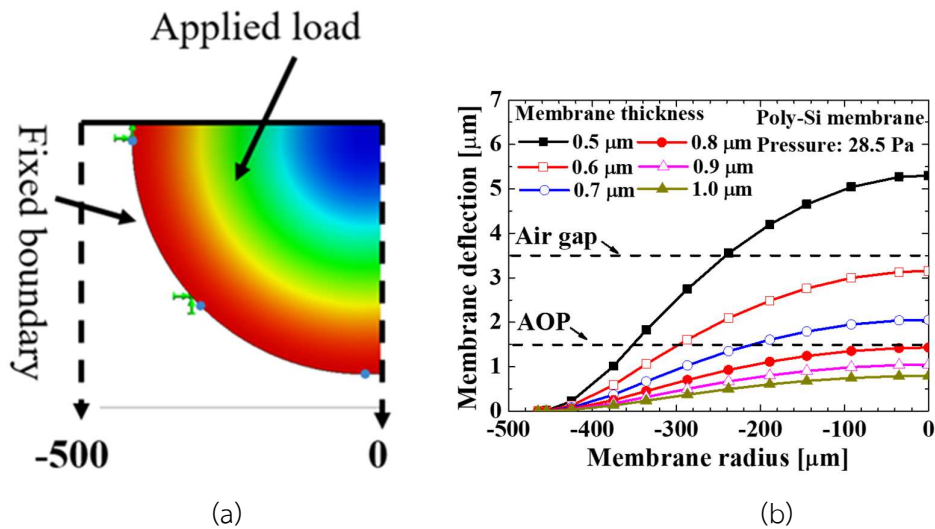 Applied load
Fixed boundary
-500
0
(a)
Membrane deflection [μm]
7
6
5
4
3
2
1
0
Membrane thickness
0.5 μm
0.6 μm
0.7 μm
0.8 μm
0.9 μm
1.0 μm
Poly-Si membrane
Pressure: 28.5 Pa
Air gap
AOP
-500 -400 -300 -200 -100 0
Membrane radius [μm]
(b)